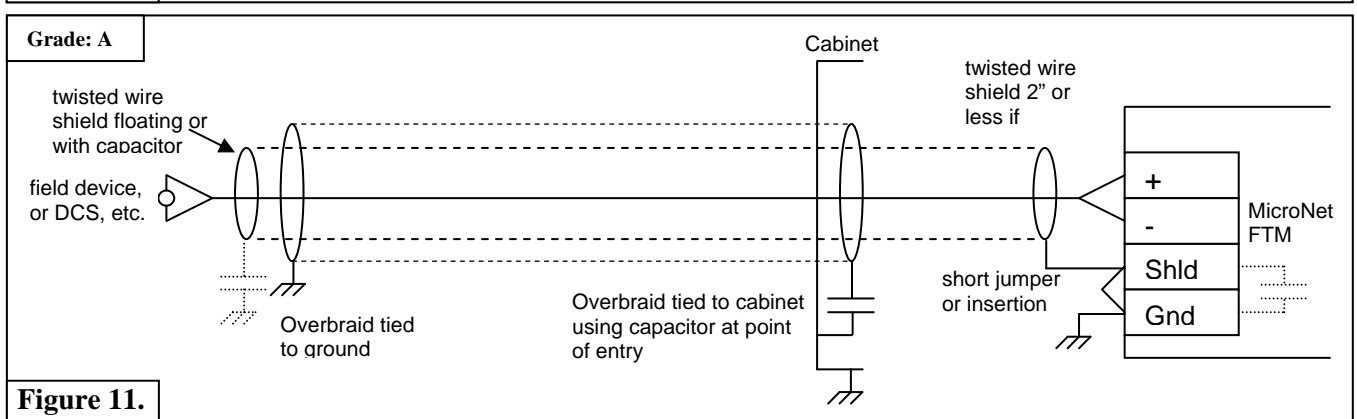 Grade: A
Cabinet
twisted wire
shield floating or
with capacitor
twisted wire
shield 2" or
less if
field device,
or DCS, etc.
+
-
Shld
Gnd
MicroNet
FTM
short jumper
or insertion
Overbraid tied
to ground
Overbraid tied to cabinet
using capacitor at point
of entry
Figure 11.